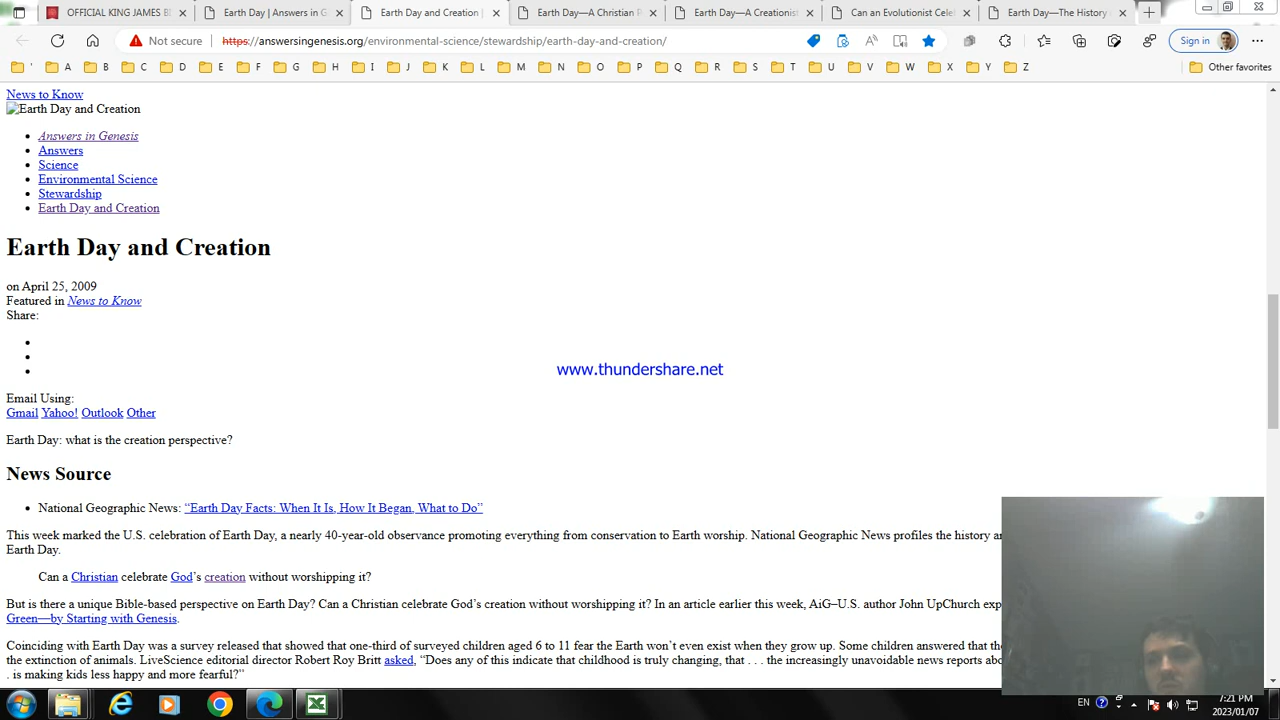 OFFICIAL KING JAMES BI
Earth Day | Answers in G
Earth Day and Creation |
Earth Day—A Christian P
Earth Day—A Creationist
Can an Evolutionist Cele
Earth Day—The History
Not secure
https://answersingenesis.org/environmental-science/stewardship/earth-day-and-creation/
Sign in
' A B C D E F G H I J K L M N O P Q R S T U V W X Y Z Other favorites
News to Know
Earth Day and Creation
Answers in Genesis
Answers
Science
Environmental Science
Stewardship
Earth Day and Creation
Earth Day and Creation
on April 25, 2009
Featured in News to Know
Share:
www.thundershare.net
Email Using:
Gmail Yahoo! Outlook Other
Earth Day: what is the creation perspective?
News Source
National Geographic News: “Earth Day Facts: When It Is, How It Began, What to Do”
This week marked the U.S. celebration of Earth Day, a nearly 40-year-old observance promoting everything from conservation to Earth worship. National Geographic News profiles the history
Earth Day.
Can a Christian celebrate God’s creation without worshipping it?
But is there a unique Bible-based perspective on Earth Day? Can a Christian celebrate God’s creation without worshipping it? In an article earlier this week, AiG–U.S. author John UpChurch exp
Green—by Starting with Genesis.
Coinciding with Earth Day was a survey released that showed that one-third of surveyed children aged 6 to 11 fear the Earth won’t even exist when they grow up. Some children answered that the
the extinction of animals. LiveScience editorial director Robert Roy Britt asked, “Does any of this indicate that childhood is truly changing, that . . . the increasingly unavoidable news reports abo
. is making kids less happy and more fearful?”
EN
7:21 PM
2023/01/07